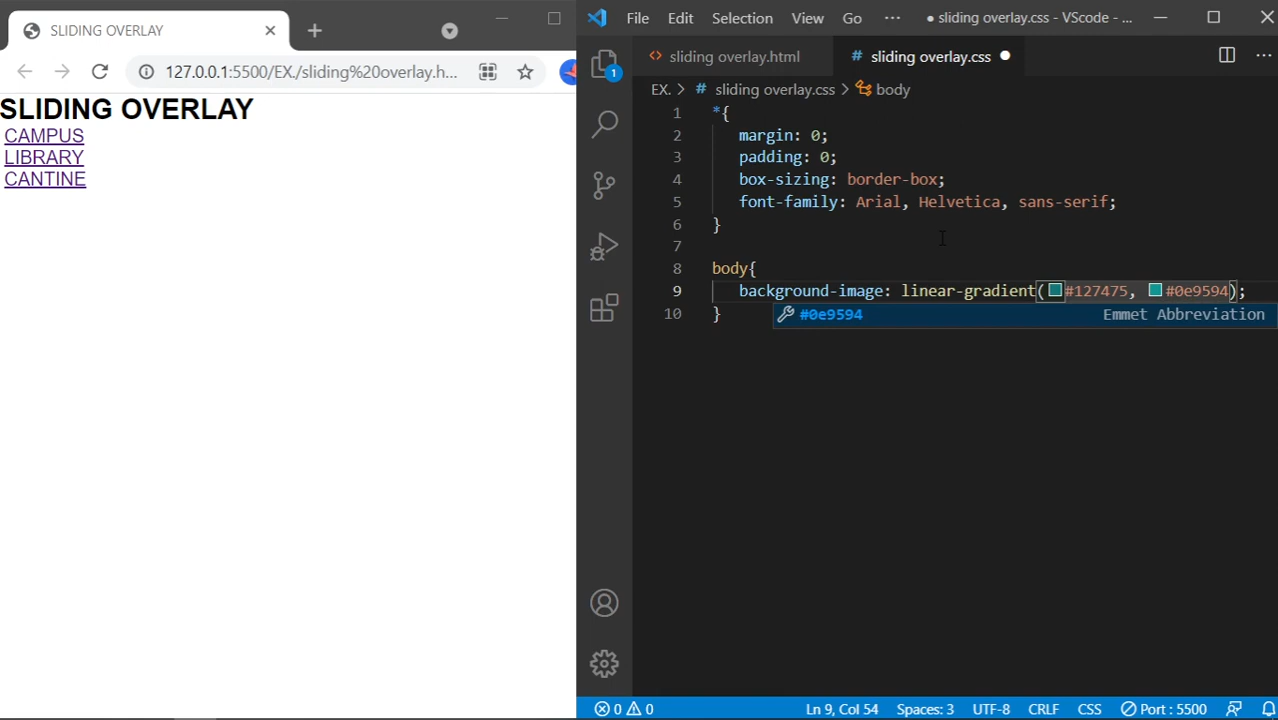 SLIDING OVERLAY
127.0.0.1:5500/EX./sliding%20overlay.h...
SLIDING OVERLAY
CAMPUS
LIBRARY
CANTINE
File Edit Selection View Go ··· ● sliding overlay.css - VScode - ...
sliding overlay.html # sliding overlay.css ●
EX. > # sliding overlay.css > body
1 *{
2 margin: 0;
3 padding: 0;
4 box-sizing: border-box;
5 font-family: Arial, Helvetica, sans-serif;
6 }
7
8 body{
9 background-image: linear-gradient(#127475, #0e9594);
#0e9594 Emmet Abbreviation
10 }
1
0 0 Ln 9, Col 54 Spaces: 3 UTF-8 CRLF CSS Port : 5500